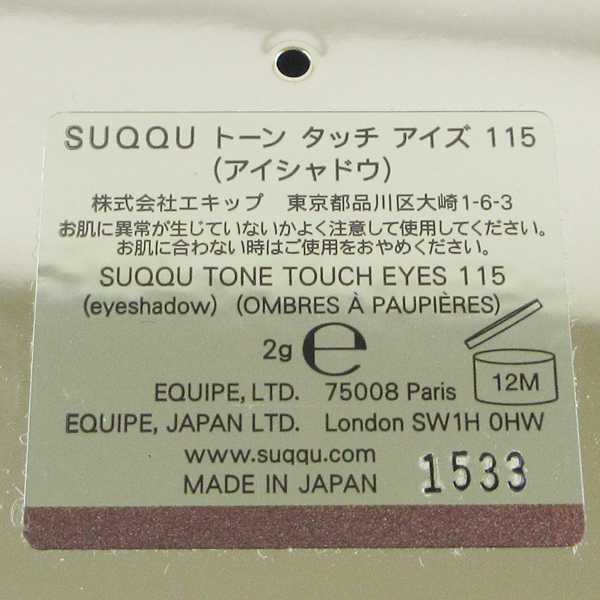 SUQQU トーン タッチ アイズ 115
(アイシャドウ)
株式会社エキップ 東京都品川区大崎1-6-3
お肌に異常が生じていないかよく注意して使用してください。
お肌に合わない時はご使用をおやめください。
SUQQU TONE TOUCH EYES 115
(eyeshadow) (OMBRES À PAUPIÈRES)
2g ℮
12M
EQUIPE, LTD. 75008 Paris
EQUIPE, JAPAN LTD. London SW1H 0HW
www.suqqu.com
MADE IN JAPAN 1533